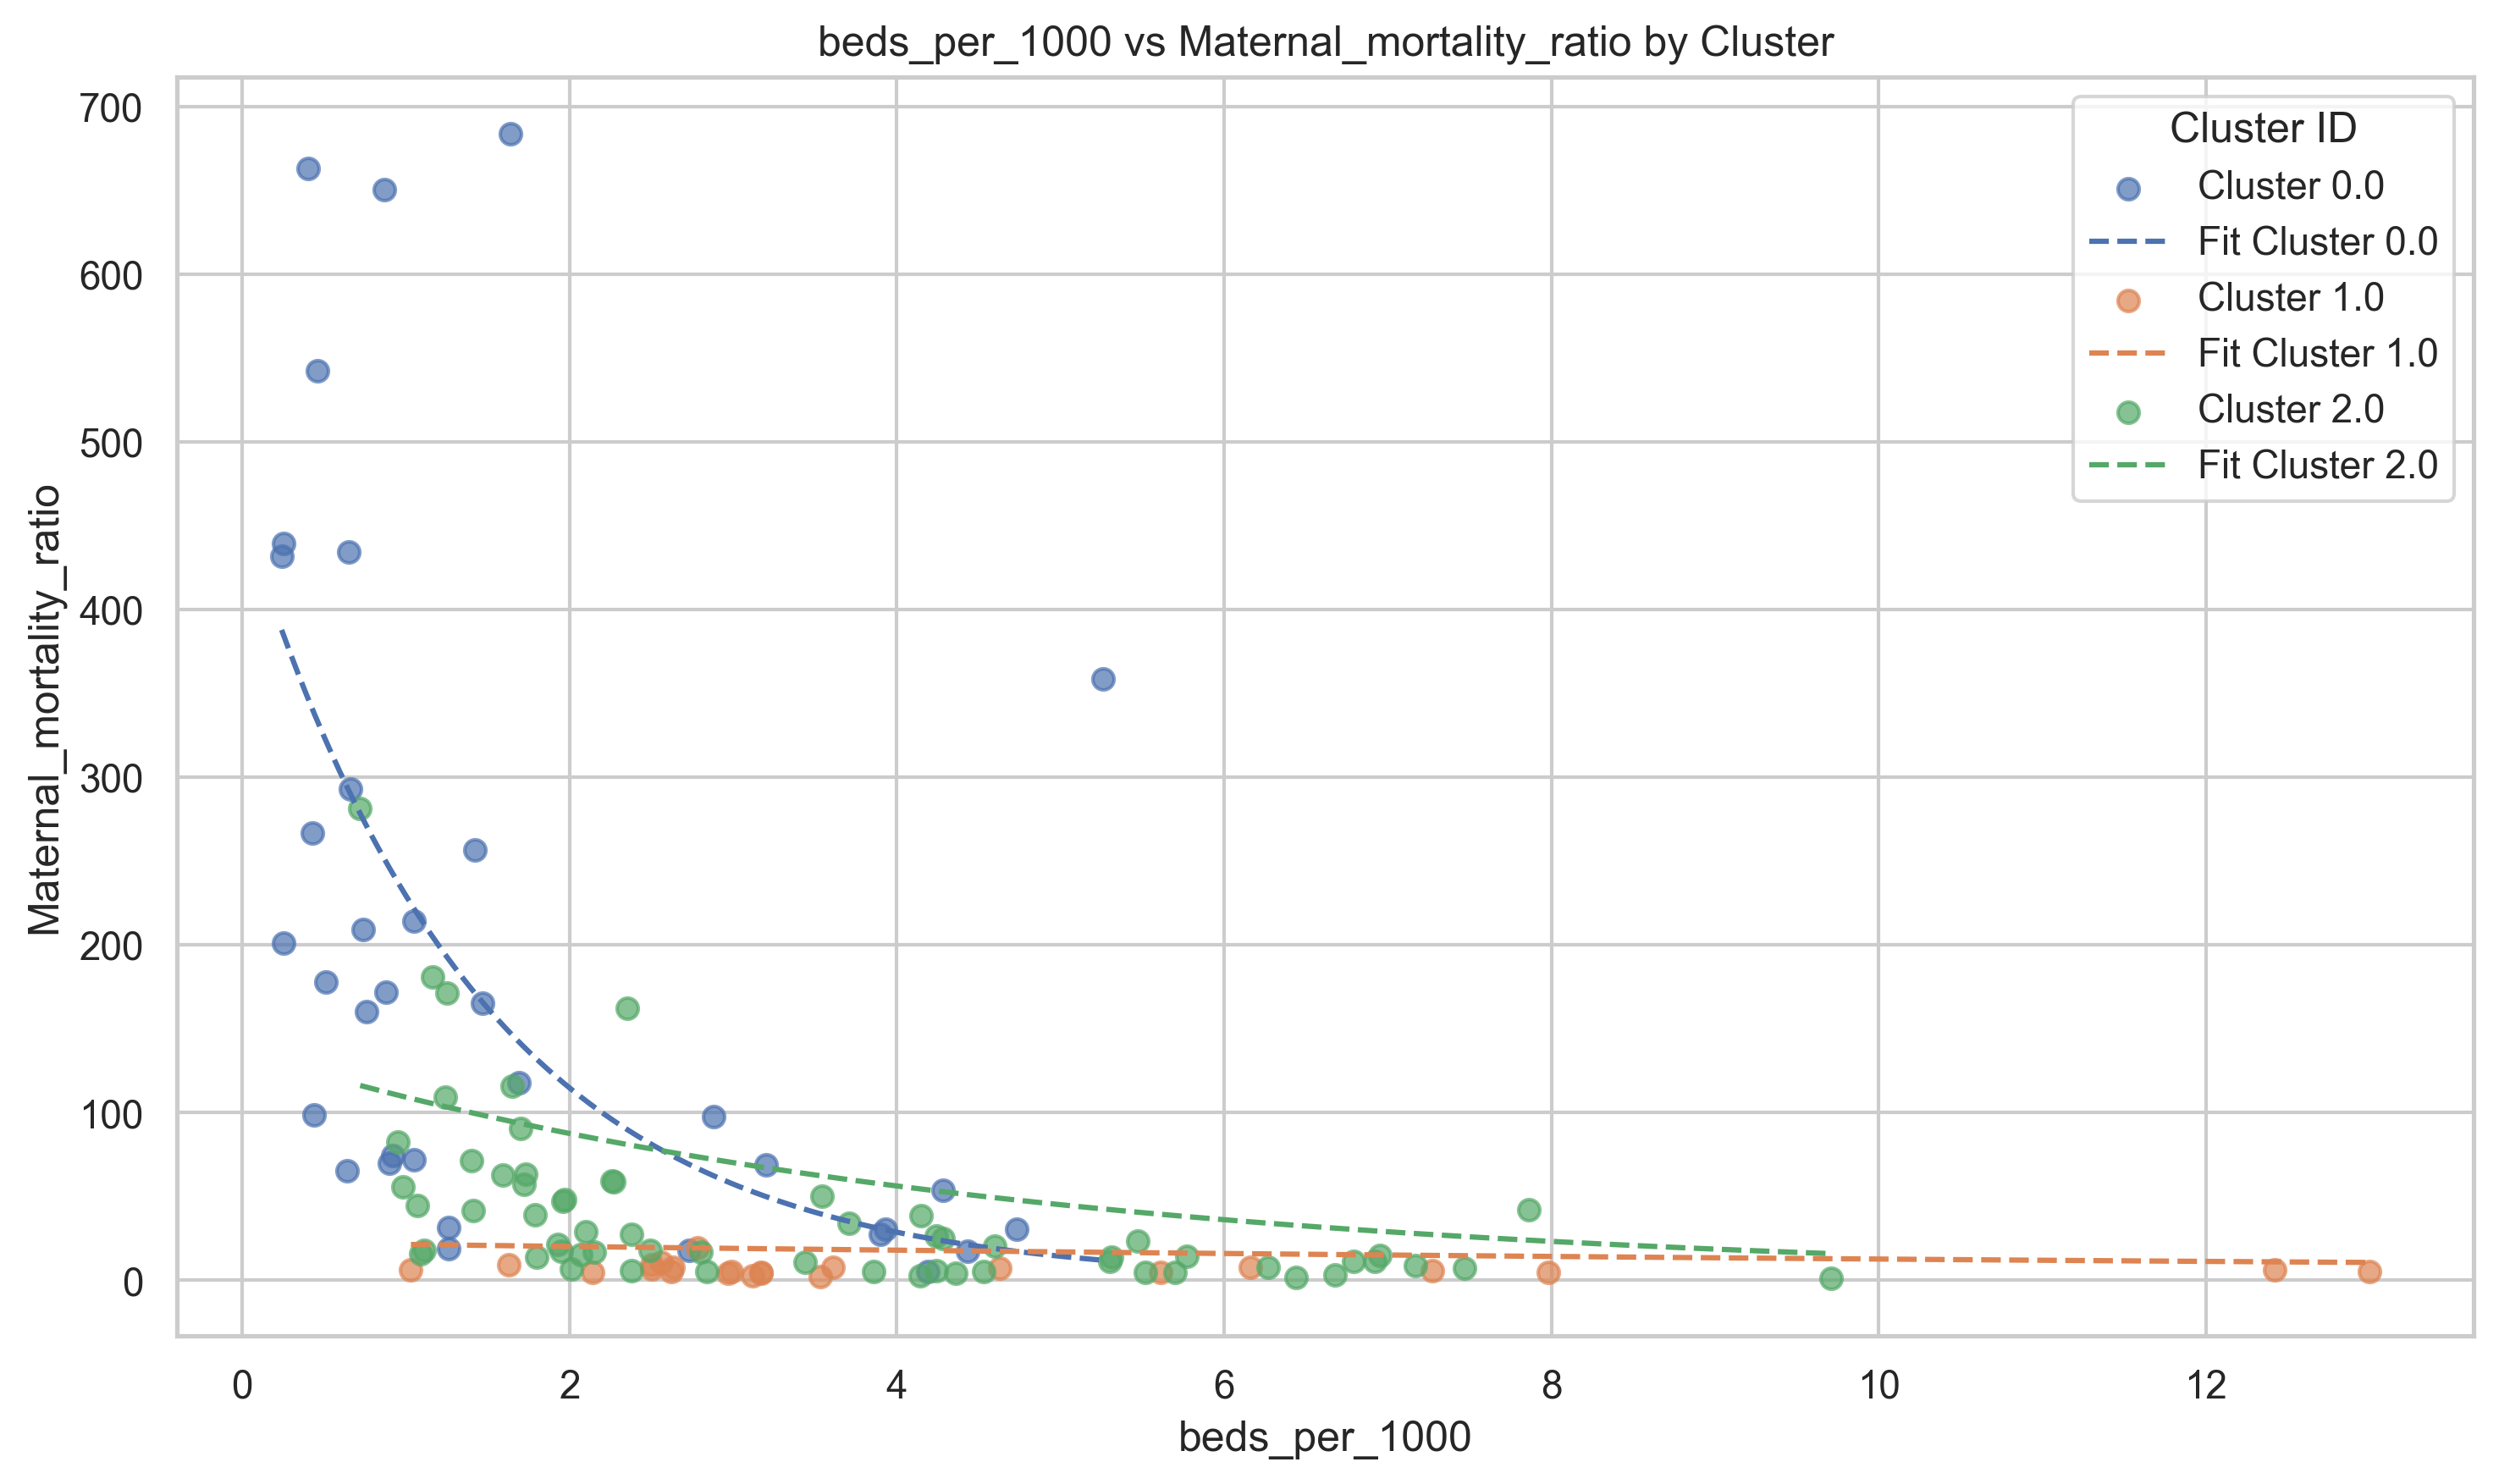 beds_per_1000 vs Maternal_mortality_ratio by Cluster
700
600
500
400
300
200
100
0
Maternal_mortality_ratio
Cluster ID
Cluster 0.0
Fit Cluster 0.0
Cluster 1.0
Fit Cluster 1.0
Cluster 2.0
Fit Cluster 2.0
0 2 4 6 8 10 12
beds_per_1000